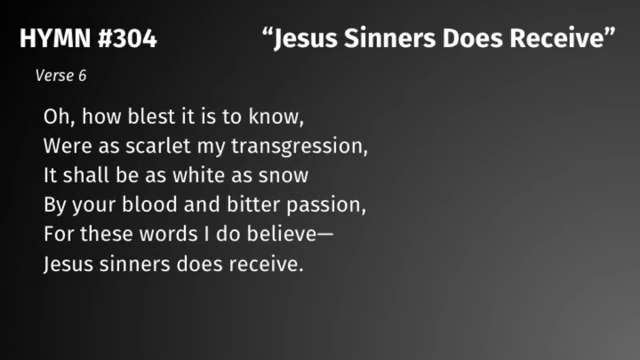 HYMN #304 “Jesus Sinners Does Receive”
Verse 6
Oh, how blest it is to know,
Were as scarlet my transgression,
It shall be as white as snow
By your blood and bitter passion,
For these words I do believe—
Jesus sinners does receive.